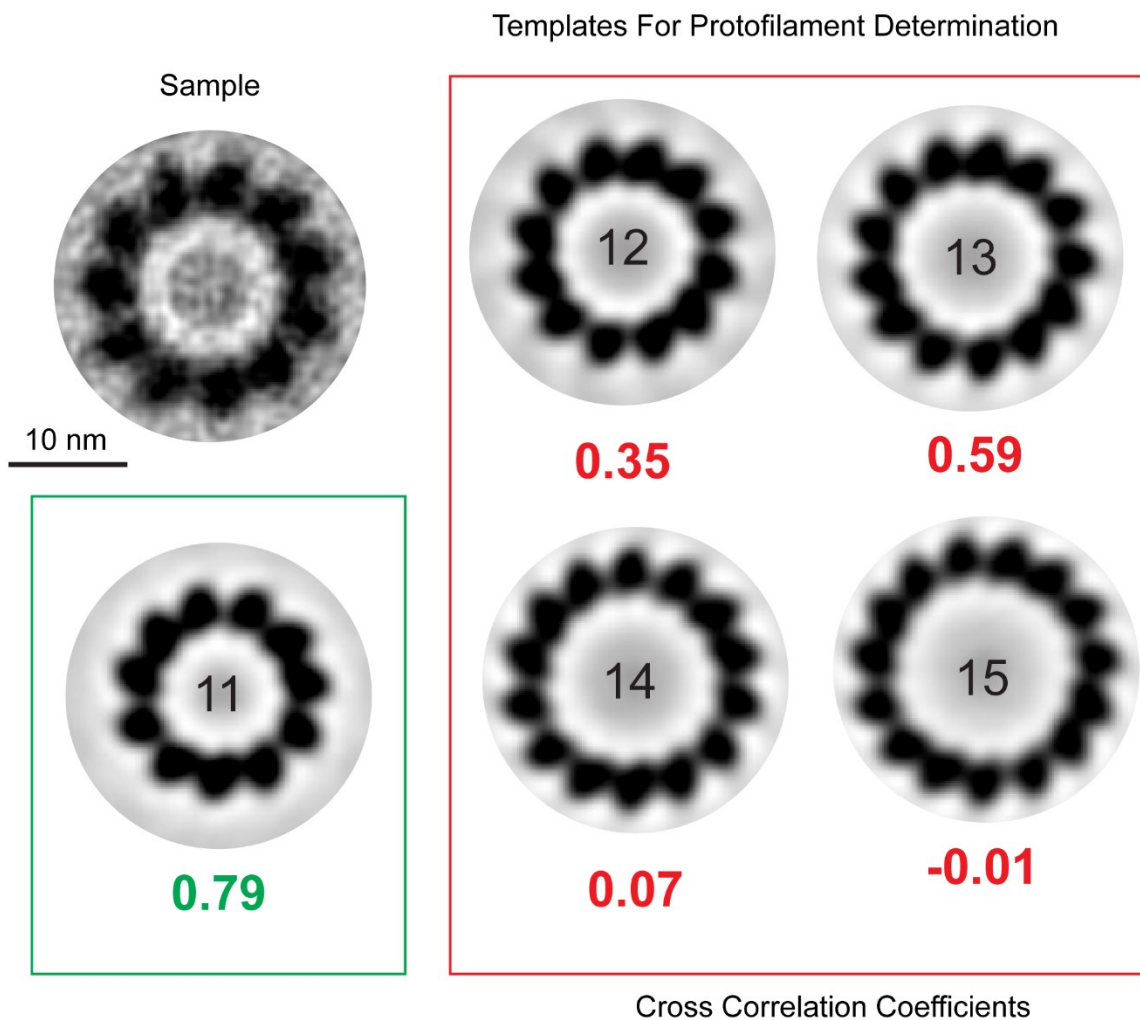 Templates For Protofilament Determination
Sample
12
13
10 nm
0.35
0.59
11
14
15
0.79
0.07
-0.01
Cross Correlation Coefficients